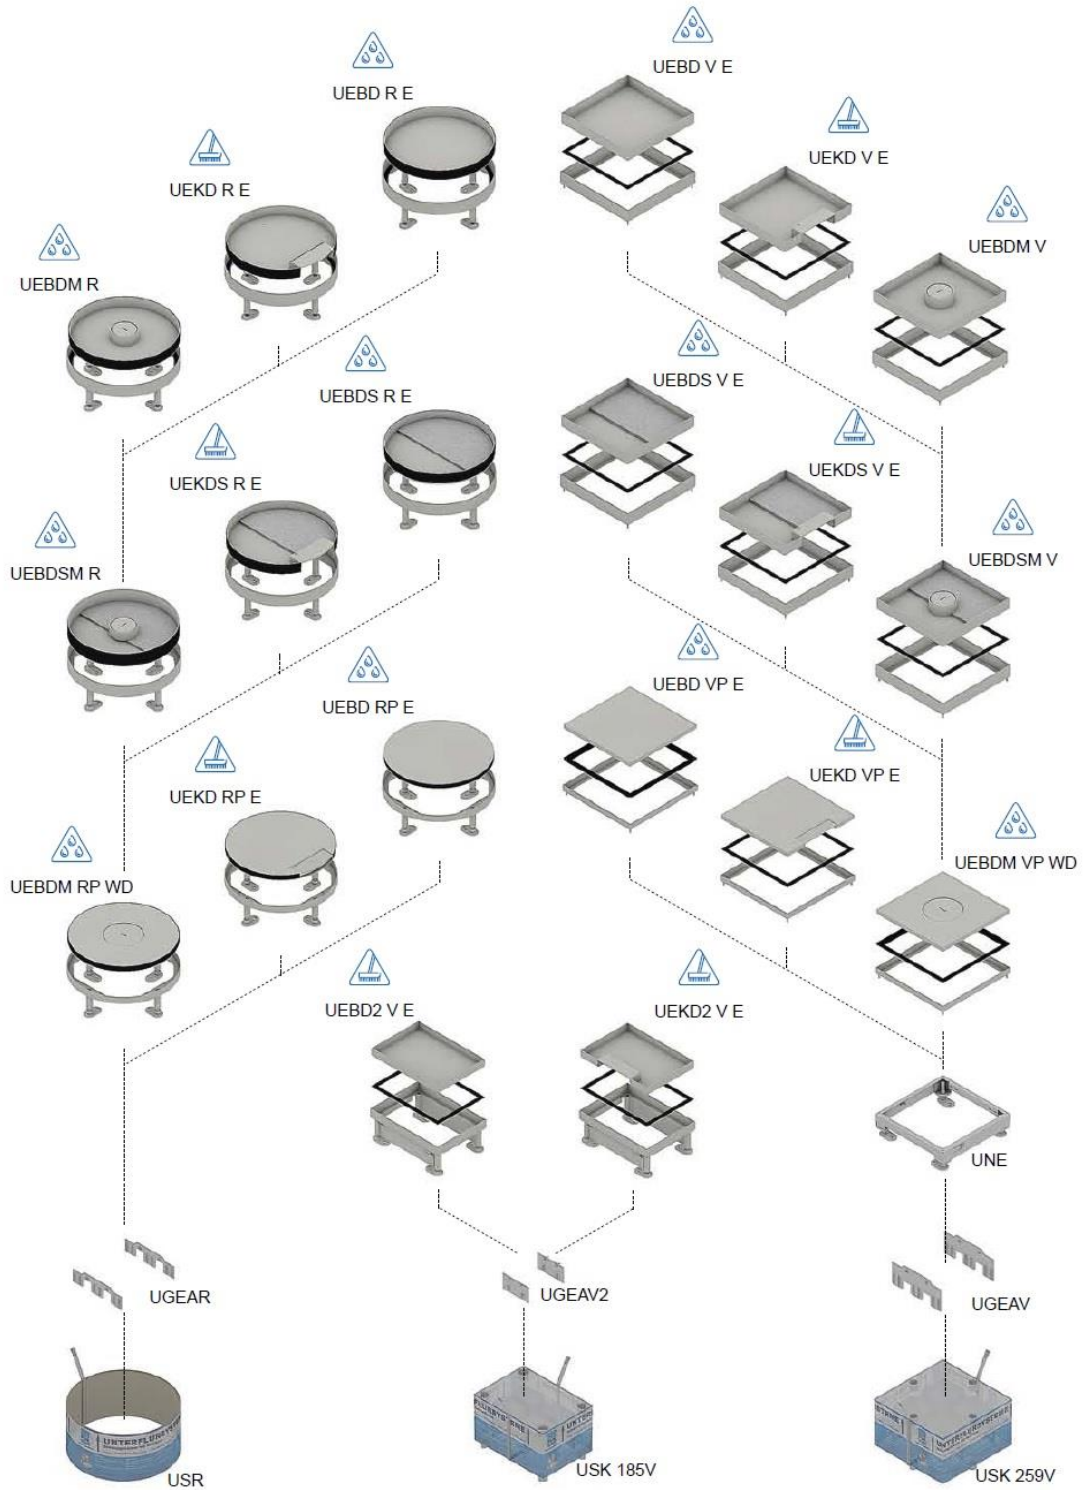 UEBD V E
UEBD R E
UEKD V E
UEKD R E
UEBDM V
UEBDM R
UEBDS V E
UEBDS R E
UEKDS V E
UEKDS R E
UEBDSM V
UEBDSM R
UEBD VP E
UEBD RP E
UEKD VP E
UEKD RP E
UEBDM VP WD
UEBDM RP WD
UEBD2 V E
UEKD2 V E
UNE
UGEAR
UGEAV2
UGEAV
UNTERFLURSYSTEME
USR
USK 185V
USK 259V